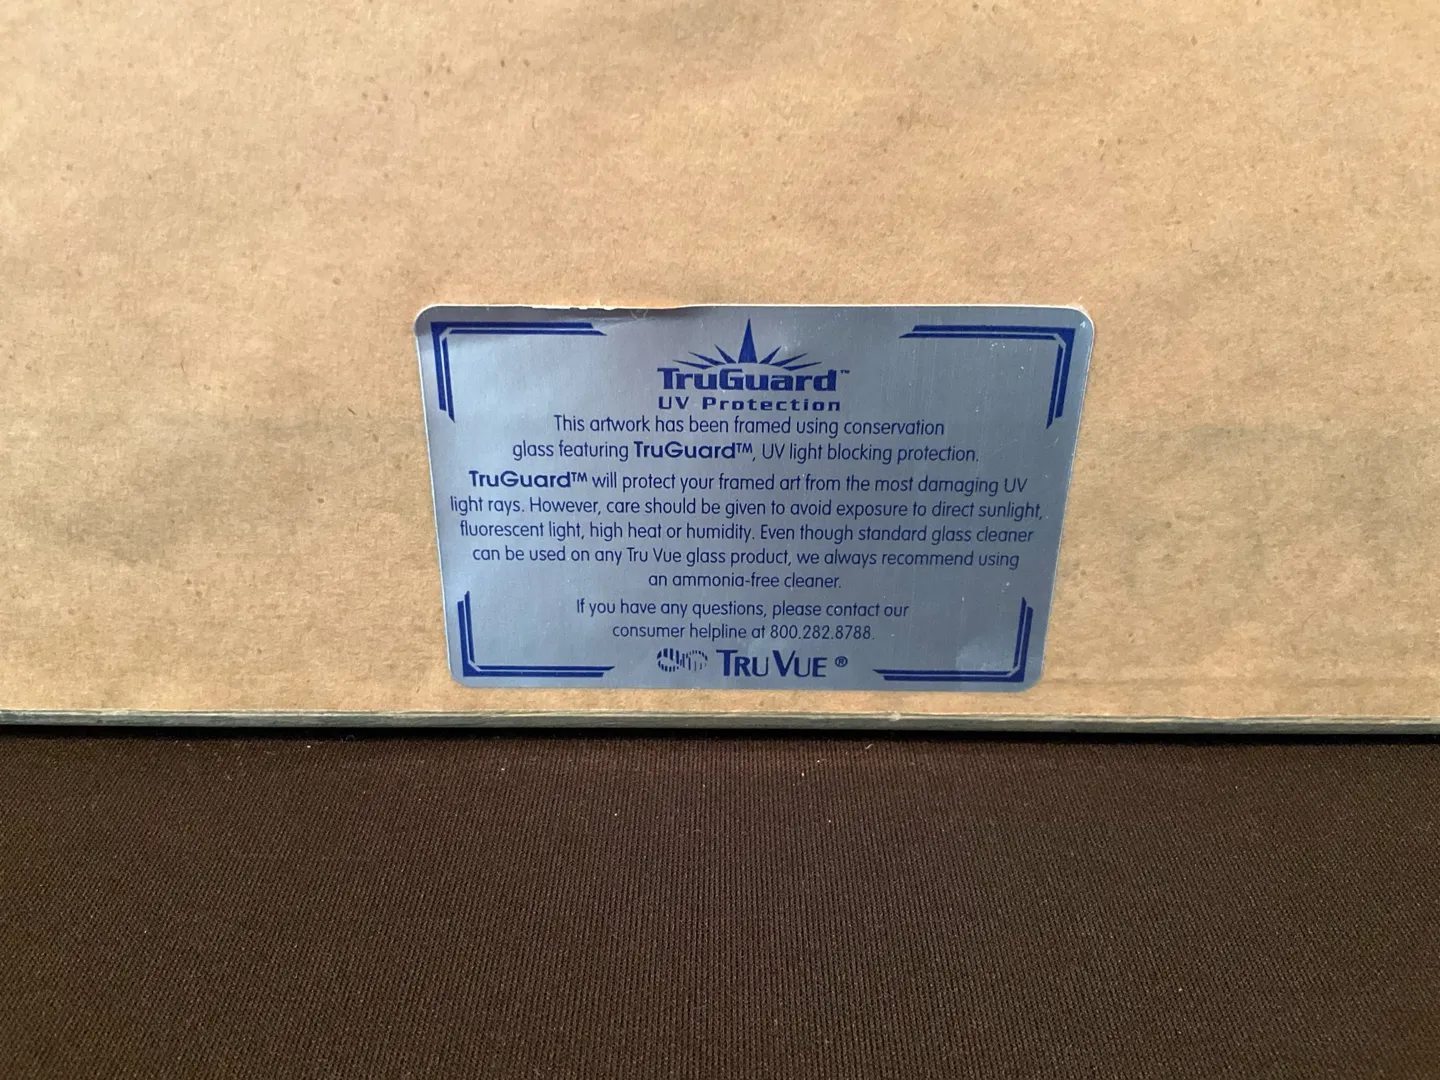 TruGuard™
UV Protection
This artwork has been framed using conservation
glass featuring TruGuard™, UV light blocking protection.
TruGuard™ will protect your framed art from the most damaging UV
light rays. However, care should be given to avoid exposure to direct sunlight,
fluorescent light, high heat or humidity. Even though standard glass cleaner
can be used on any Tru Vue glass product, we always recommend using
an ammonia-free cleaner.
If you have any questions, please contact our
consumer helpline at 800.282.8788.
TRU VUE ®